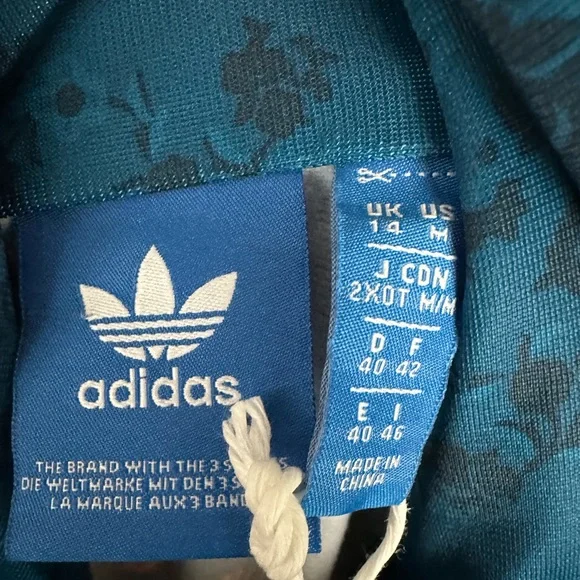 adidas
THE BRAND WITH THE 3
DIE WELTMARKE MIT DEN 3
LA MARQUE AUX 3
UK US
14 M
J CDN
2XOT M/M
D F
40 42
E I
40 46
MADE IN
CHINA